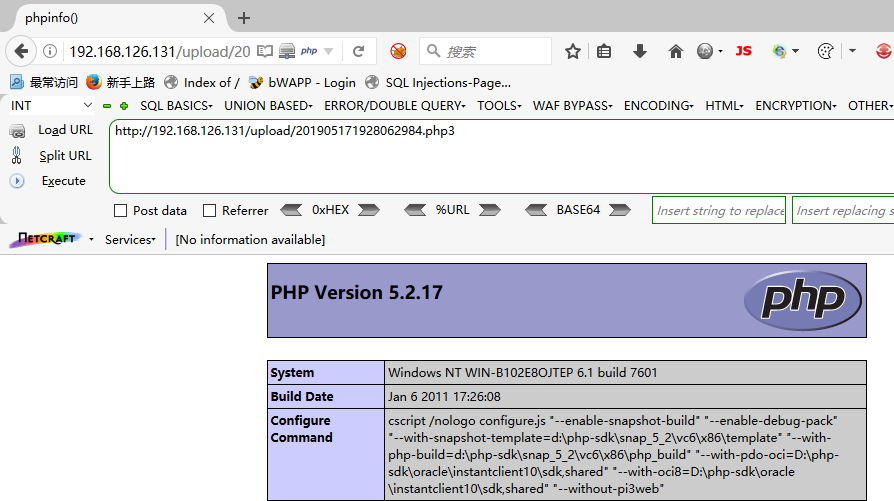 phpinfo()
192.168.126.131/upload/20 php 搜索 JS
最常访问 新手上路 Index of / bWAPP - Login SQL Injections-Page...
INT SQL BASICS UNION BASED ERROR/DOUBLE QUERY TOOLS WAF BYPASS ENCODING HTML ENCRYPTION OTHER
Load URL http://192.168.126.131/upload/201905171928062984.php3
Split URL
Execute
Post data Referrer 0xHEX %URL BASE64 Insert string to replace Insert replacing s
NETCRAFT Services [No information available]
PHP Version 5.2.17 php
System Windows NT WIN-B102E8OJTEP 6.1 build 7601
Build Date Jan 6 2011 17:26:08
Configure cscript /nologo configure.js "--enable-snapshot-build" "--enable-debug-pack"
Command "--with-snapshot-template=d:\php-sdk\snap_5_2\vc6\x86\template" "--with-
php-build=d:\php-sdk\snap_5_2\vc6\x86\php_build" "--with-pdo-oci=D:\php-
sdk\oracle\instantclient10\sdk,shared" "--with-oci8=D:\php-sdk\oracle
\instantclient10\sdk,shared" "--without-pi3web"